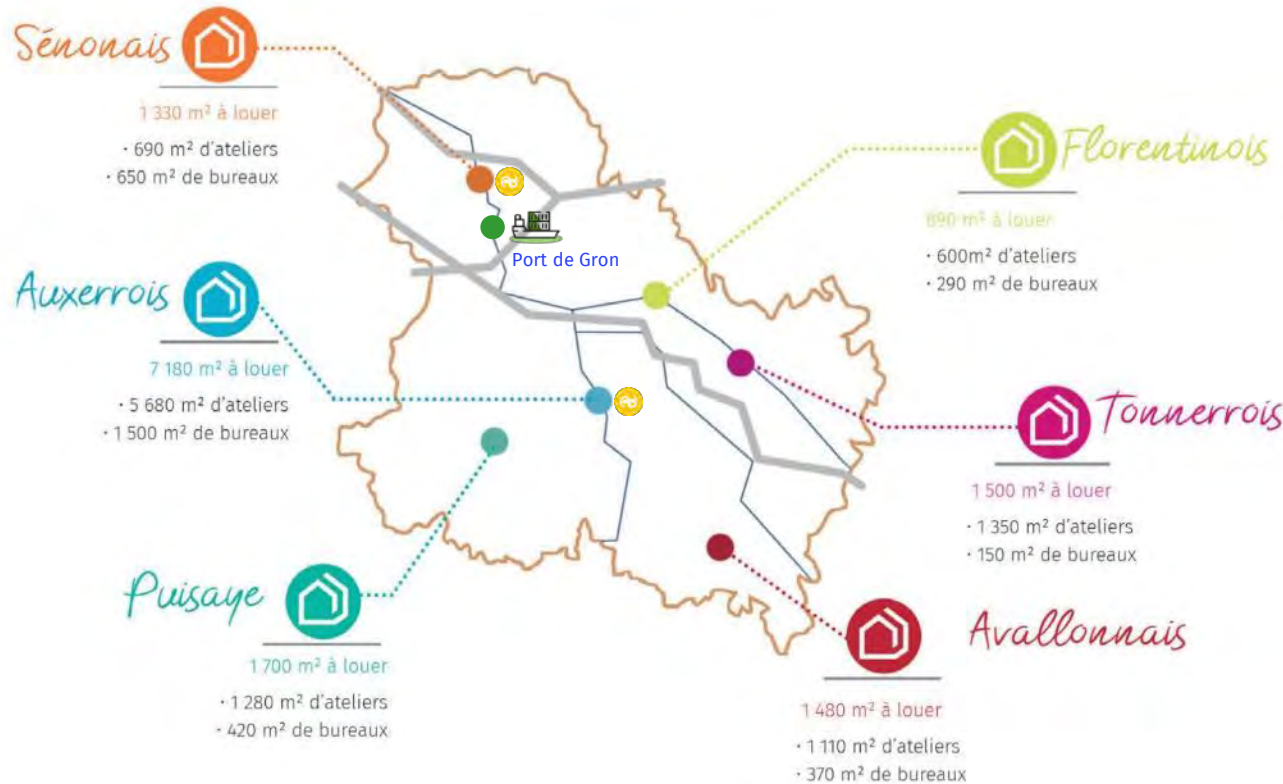 Sénonais
1 330 m² à louer
· 690 m² d'ateliers
· 650 m² de bureaux
Florentinois
890 m² à louer
· 600m² d'ateliers
· 290 m² de bureaux
Port de Gron
Auxerrois
7 180 m² à louer
· 5 680 m² d'ateliers
· 1 500 m² de bureaux
Tonnerrois
1 500 m² à louer
· 1 350 m² d'ateliers
· 150 m² de bureaux
Puisaye
1 700 m² à louer
· 1 280 m² d'ateliers
· 420 m² de bureaux
Avallonnais
1 480 m² à louer
· 1 110 m² d'ateliers
· 370 m² de bureaux